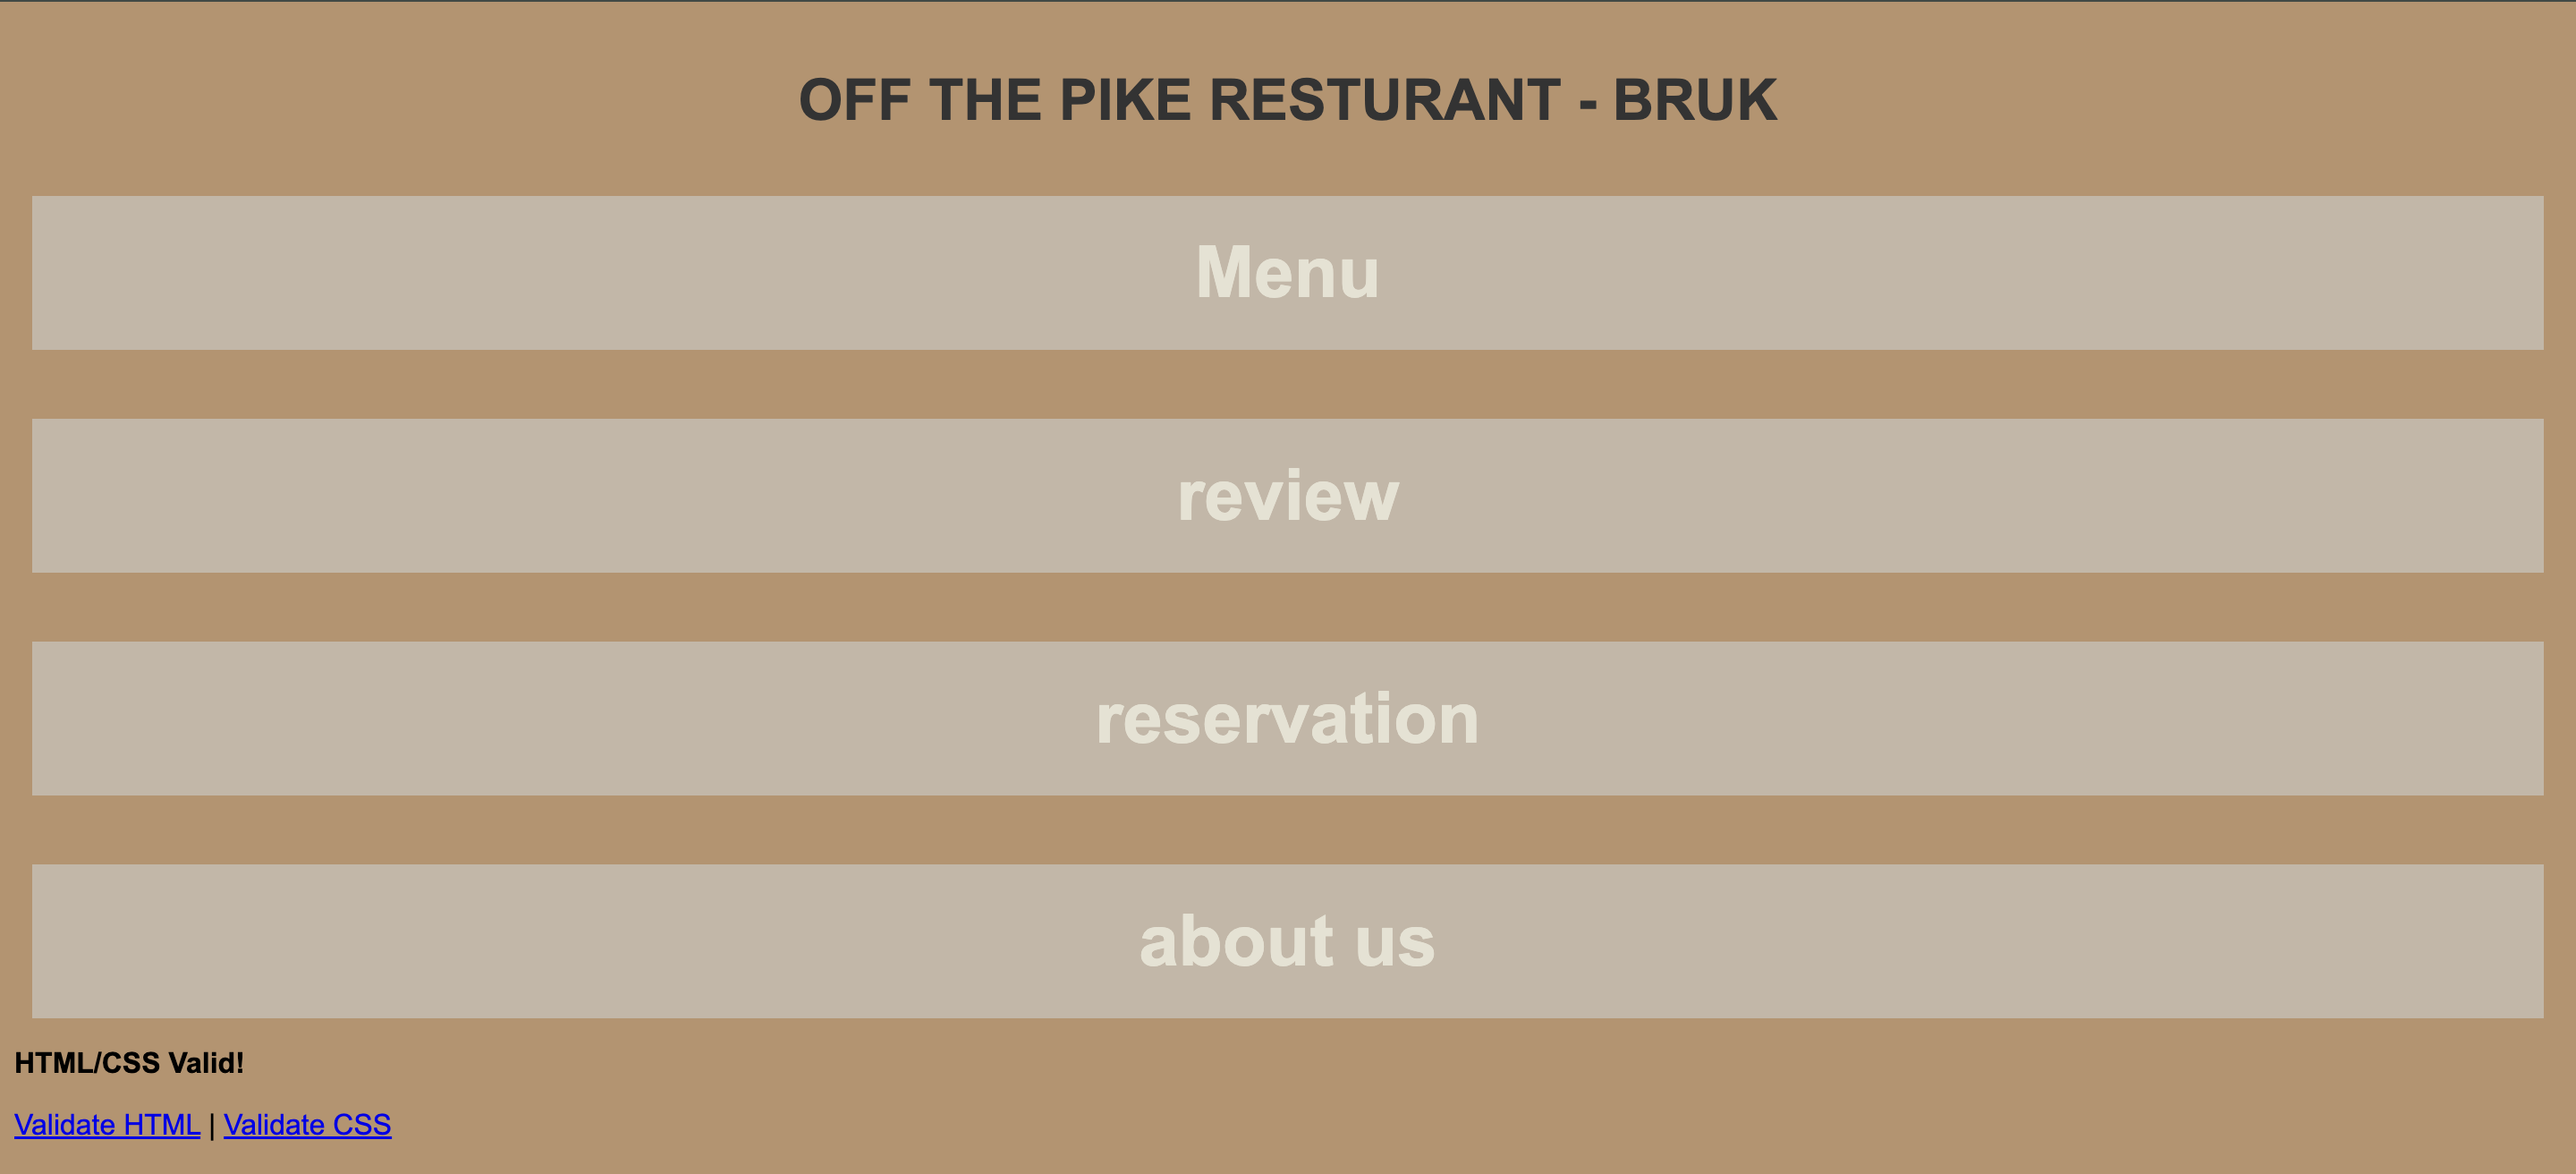 OFF THE PIKE RESTURANT - BRUK
Menu
review
reservation
about us
HTML/CSS Valid!
Validate HTML | Validate CSS